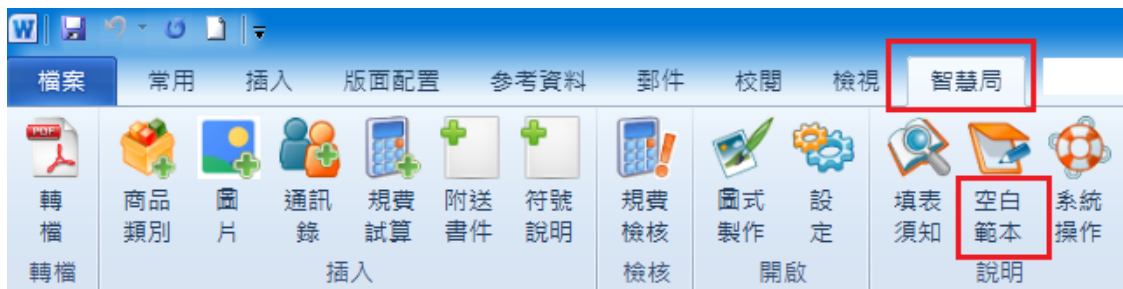 W
檔案 常用 插入 版面配置 參考資料 郵件 校閱 檢視 智慧局
PDF
轉 商品 圖 通訊 規費 附送 符號 規費 圖式 設 填表 空白 系統
檔 類別 片 錄 試算 書件 說明 檢核 製作 定 須知 範本 操作
轉檔 插入 檢核 開啟 說明